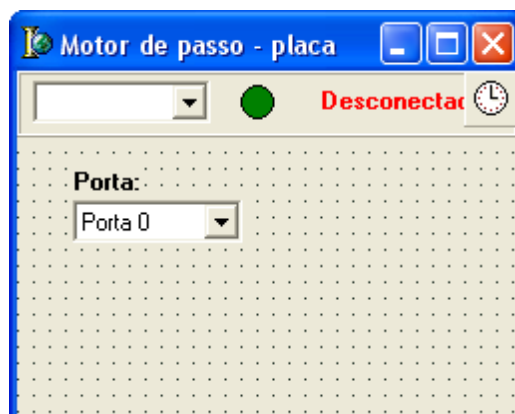 Motor de passo - placa
Desconectad
Porta:
Porta 0